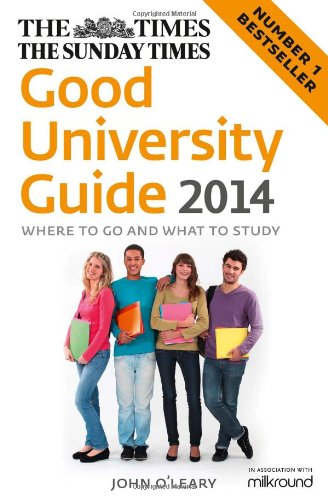 THE TIMES
THE SUNDAY TIMES
NUMBER 1
BESTSELLER
Good
University
Guide 2014
WHERE TO GO AND WHAT TO STUDY
JOHN O'LEARY
IN ASSOCIATION WITH
milkround